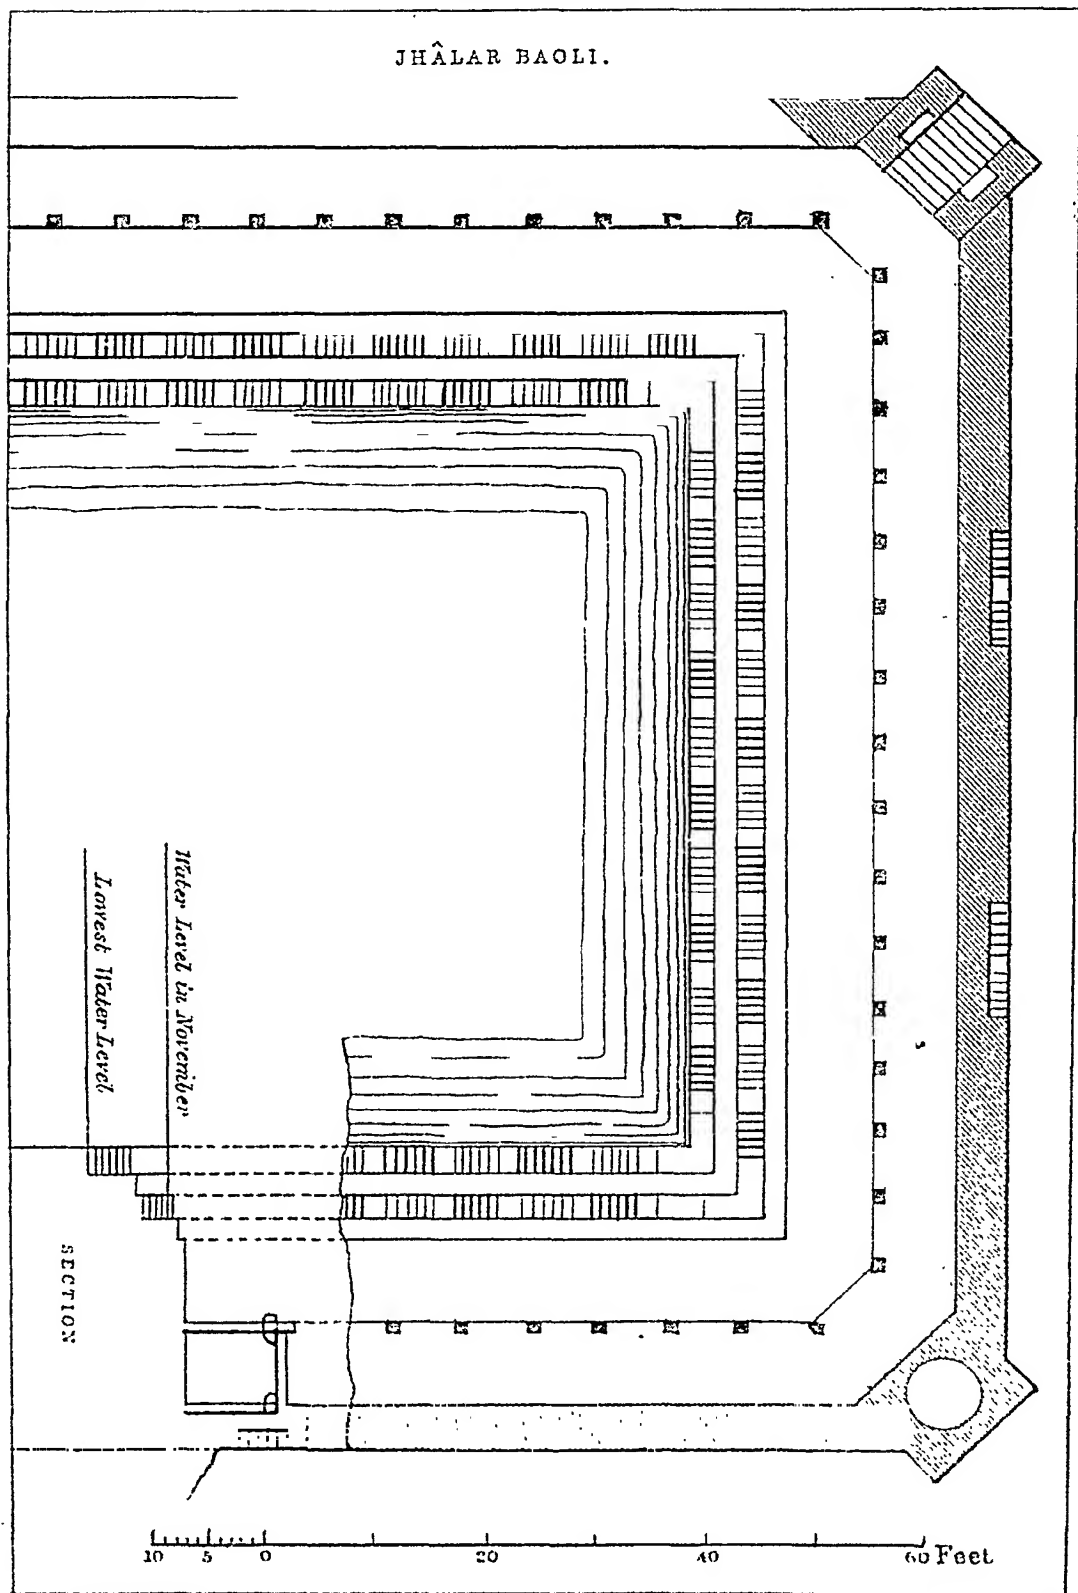 JHÂLAR BAOLI.
Water Level in November
Lowest Water Level
SECTION
10 5 0 20 40 60 Feet